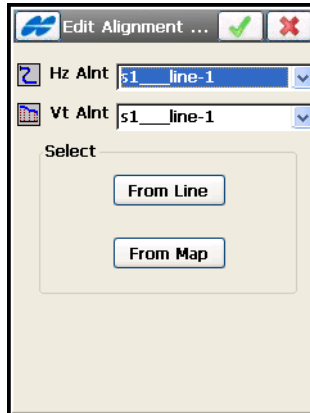 Edit Alignment ...
Hz Alnt s1___line-1
Vt Alnt s1___line-1
Select
From Line
From Map